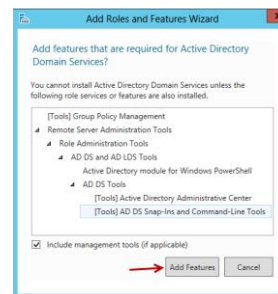 Add Roles and Features Wizard
Add features that are required for Active Directory
Domain Services?
You cannot install Active Directory Domain Services unless the
following role services or features are also installed.
[Tools] Group Policy Management
Remote Server Administration Tools
Role Administration Tools
AD DS and AD LDS Tools
Active Directory module for Windows PowerShell
AD DS Tools
[Tools] Active Directory Administrative Center
[Tools] AD DS Snap-Ins and Command-Line Tools
Include management tools (if applicable)
Add Features
Cancel